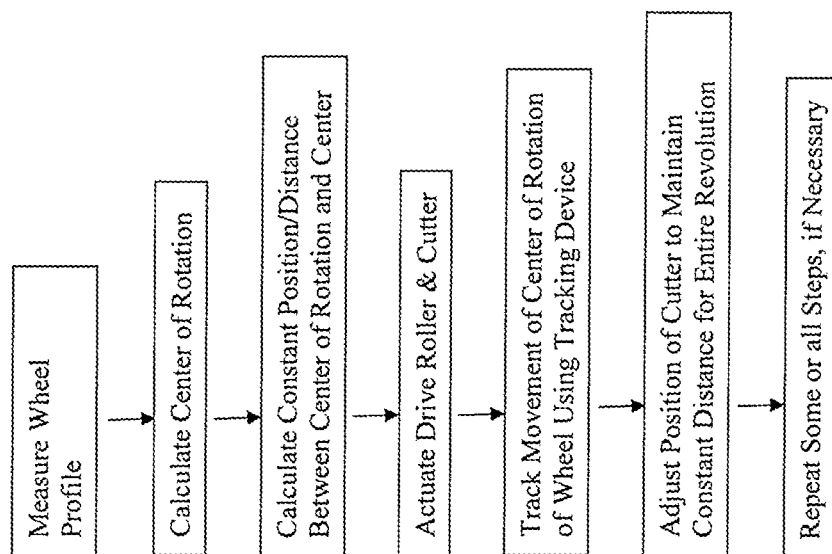 Measure Wheel
Profile
Calculate Center of Rotation
Calculate Constant Position/Distance
Between Center of Rotation and Center
Actuate Drive Roller & Cutter
Track Movement of Center of Rotation
of Wheel Using Tracking Device
Adjust Position of Cutter to Maintain
Constant Distance for Entire Revolution
Repeat Some or all Steps, if Necessary